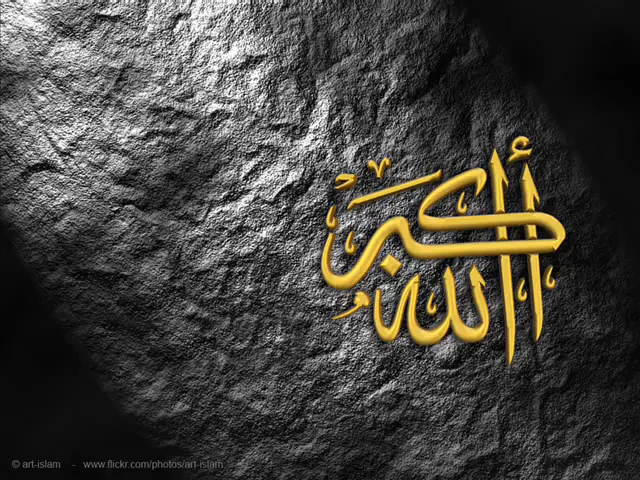 الله أكبر
© art-islam - www.flickr.com/photos/art-islam